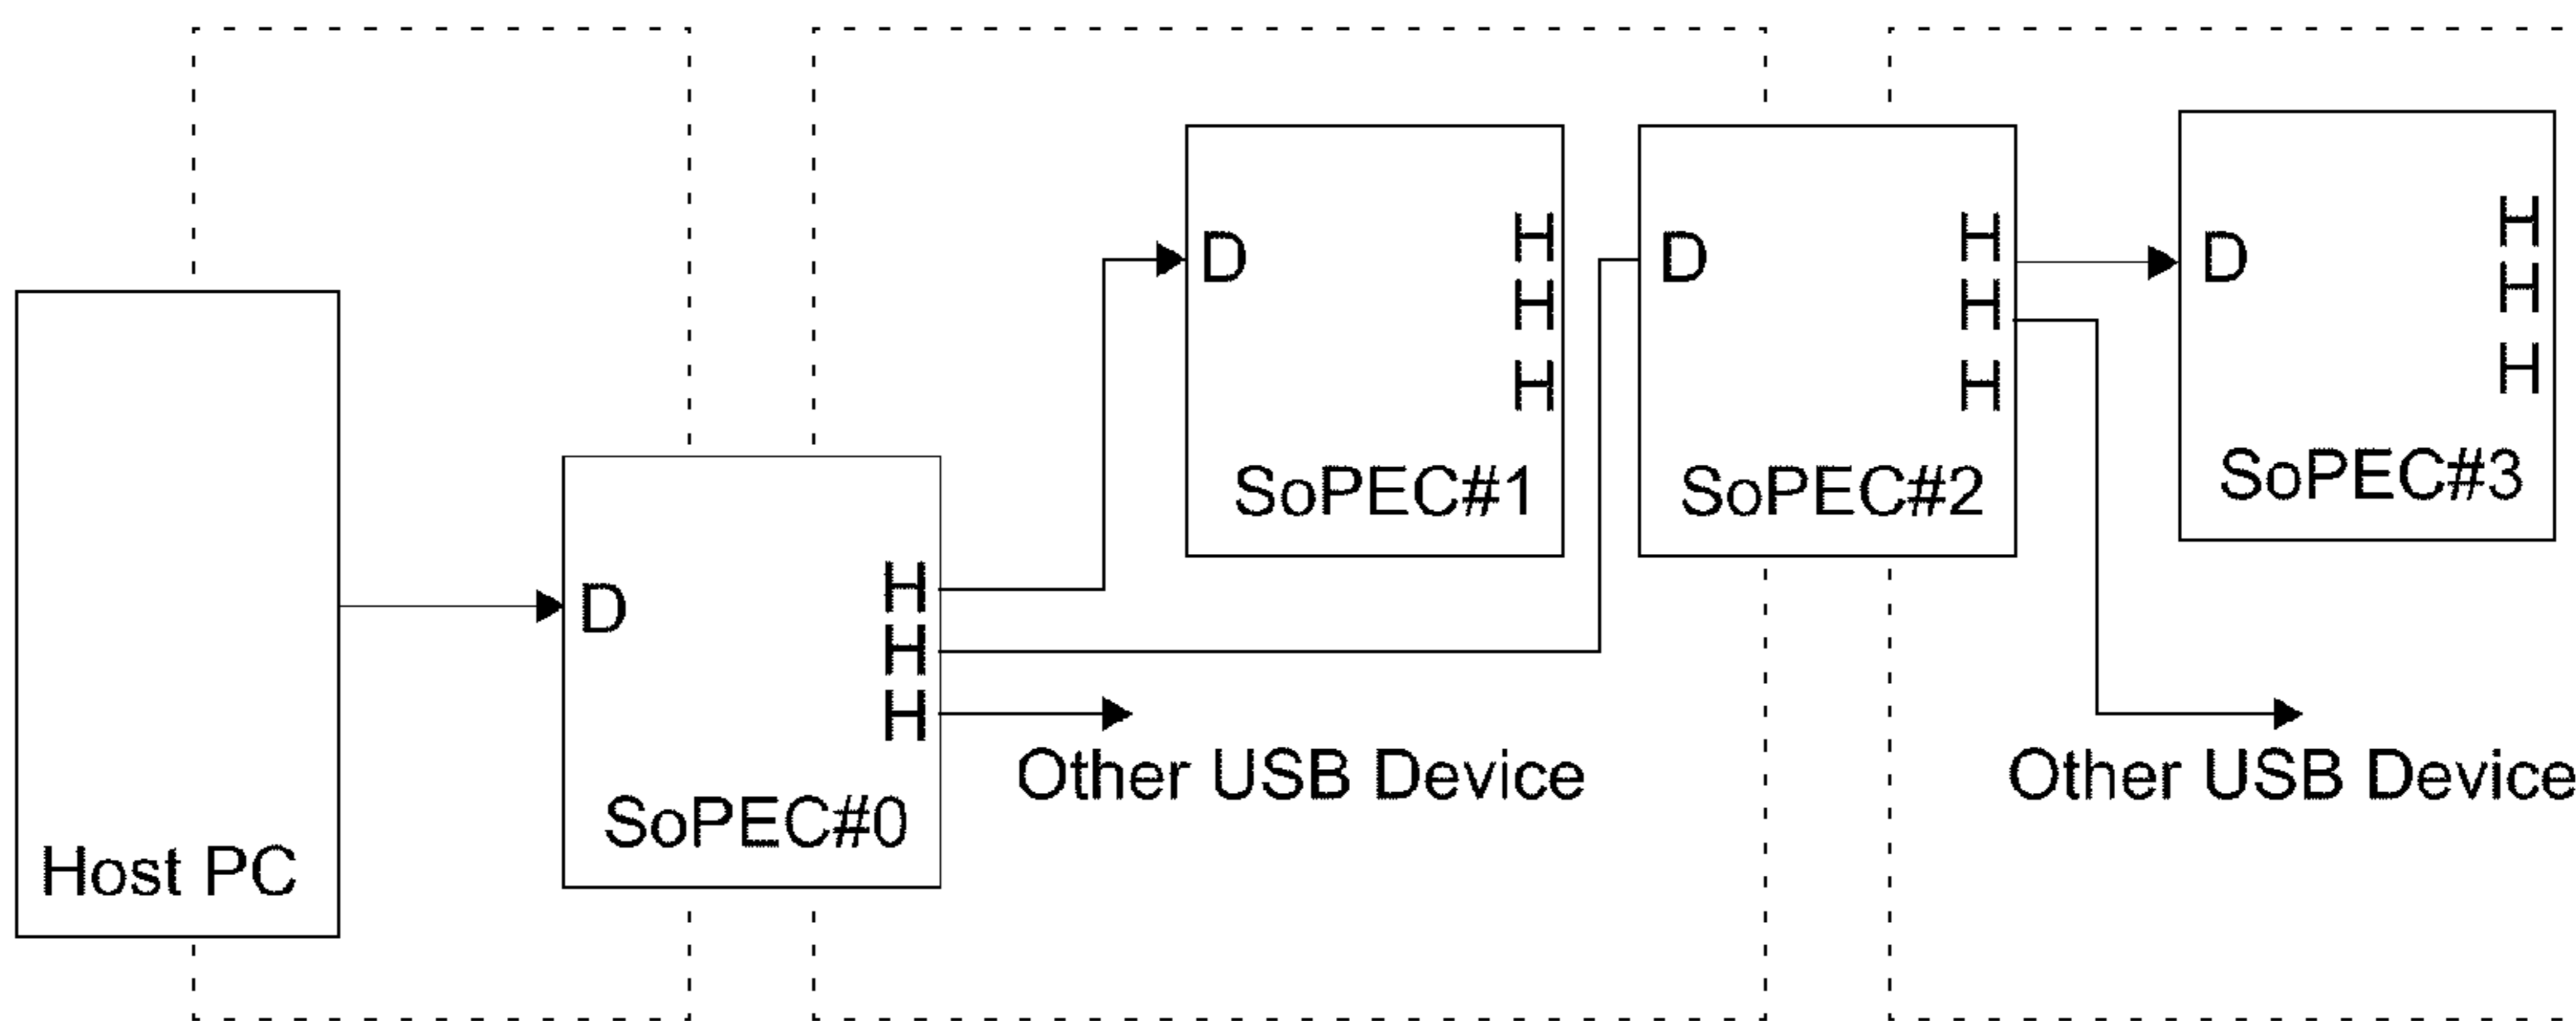 Host PC
D
H
H
H
SoPEC#0
D
H
H
H
SoPEC#1
D
H
H
H
SoPEC#2
D
H
H
H
SoPEC#3
Other USB Device
Other USB Device